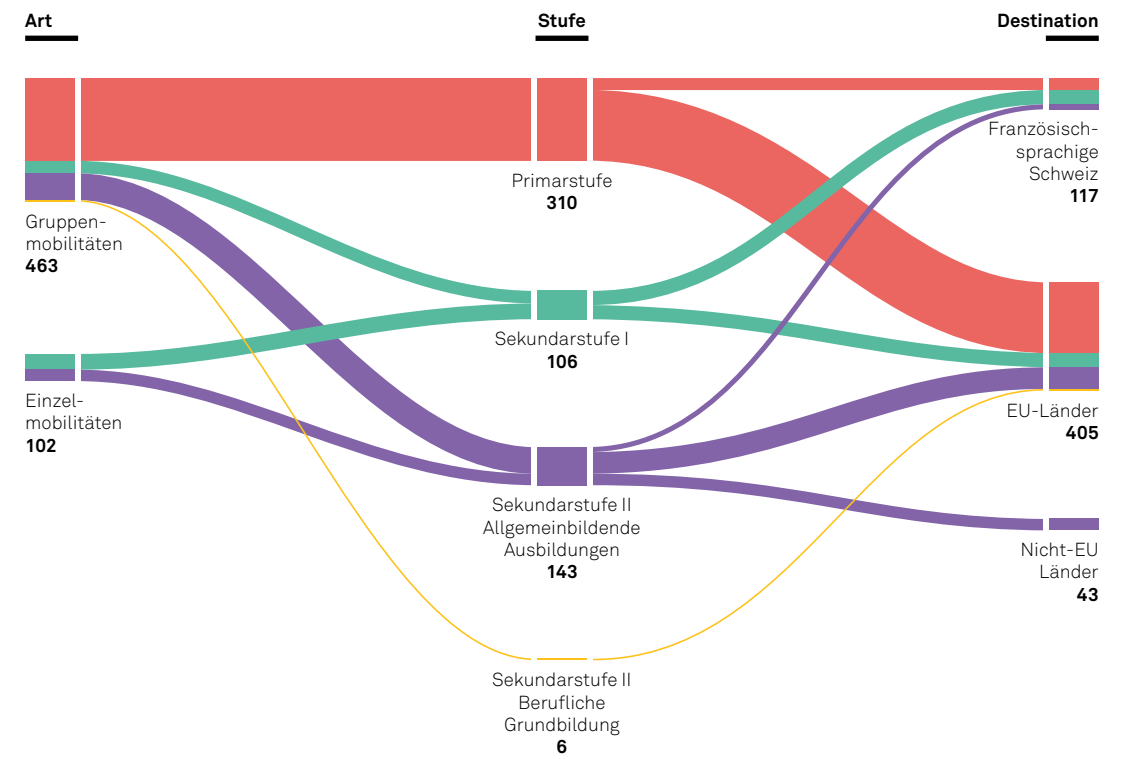 Art
Stufe
Destination
Gruppen-
mobilitäten
463
Einzel-
mobilitäten
102
Primarstufe
310
Sekundarstufe I
106
Sekundarstufe II
Allgemeinbildende
Ausbildungen
143
Sekundarstufe II
Berufliche
Grundbildung
6
Französisch-
sprachige
Schweiz
117
EU-Länder
405
Nicht-EU
Länder
43